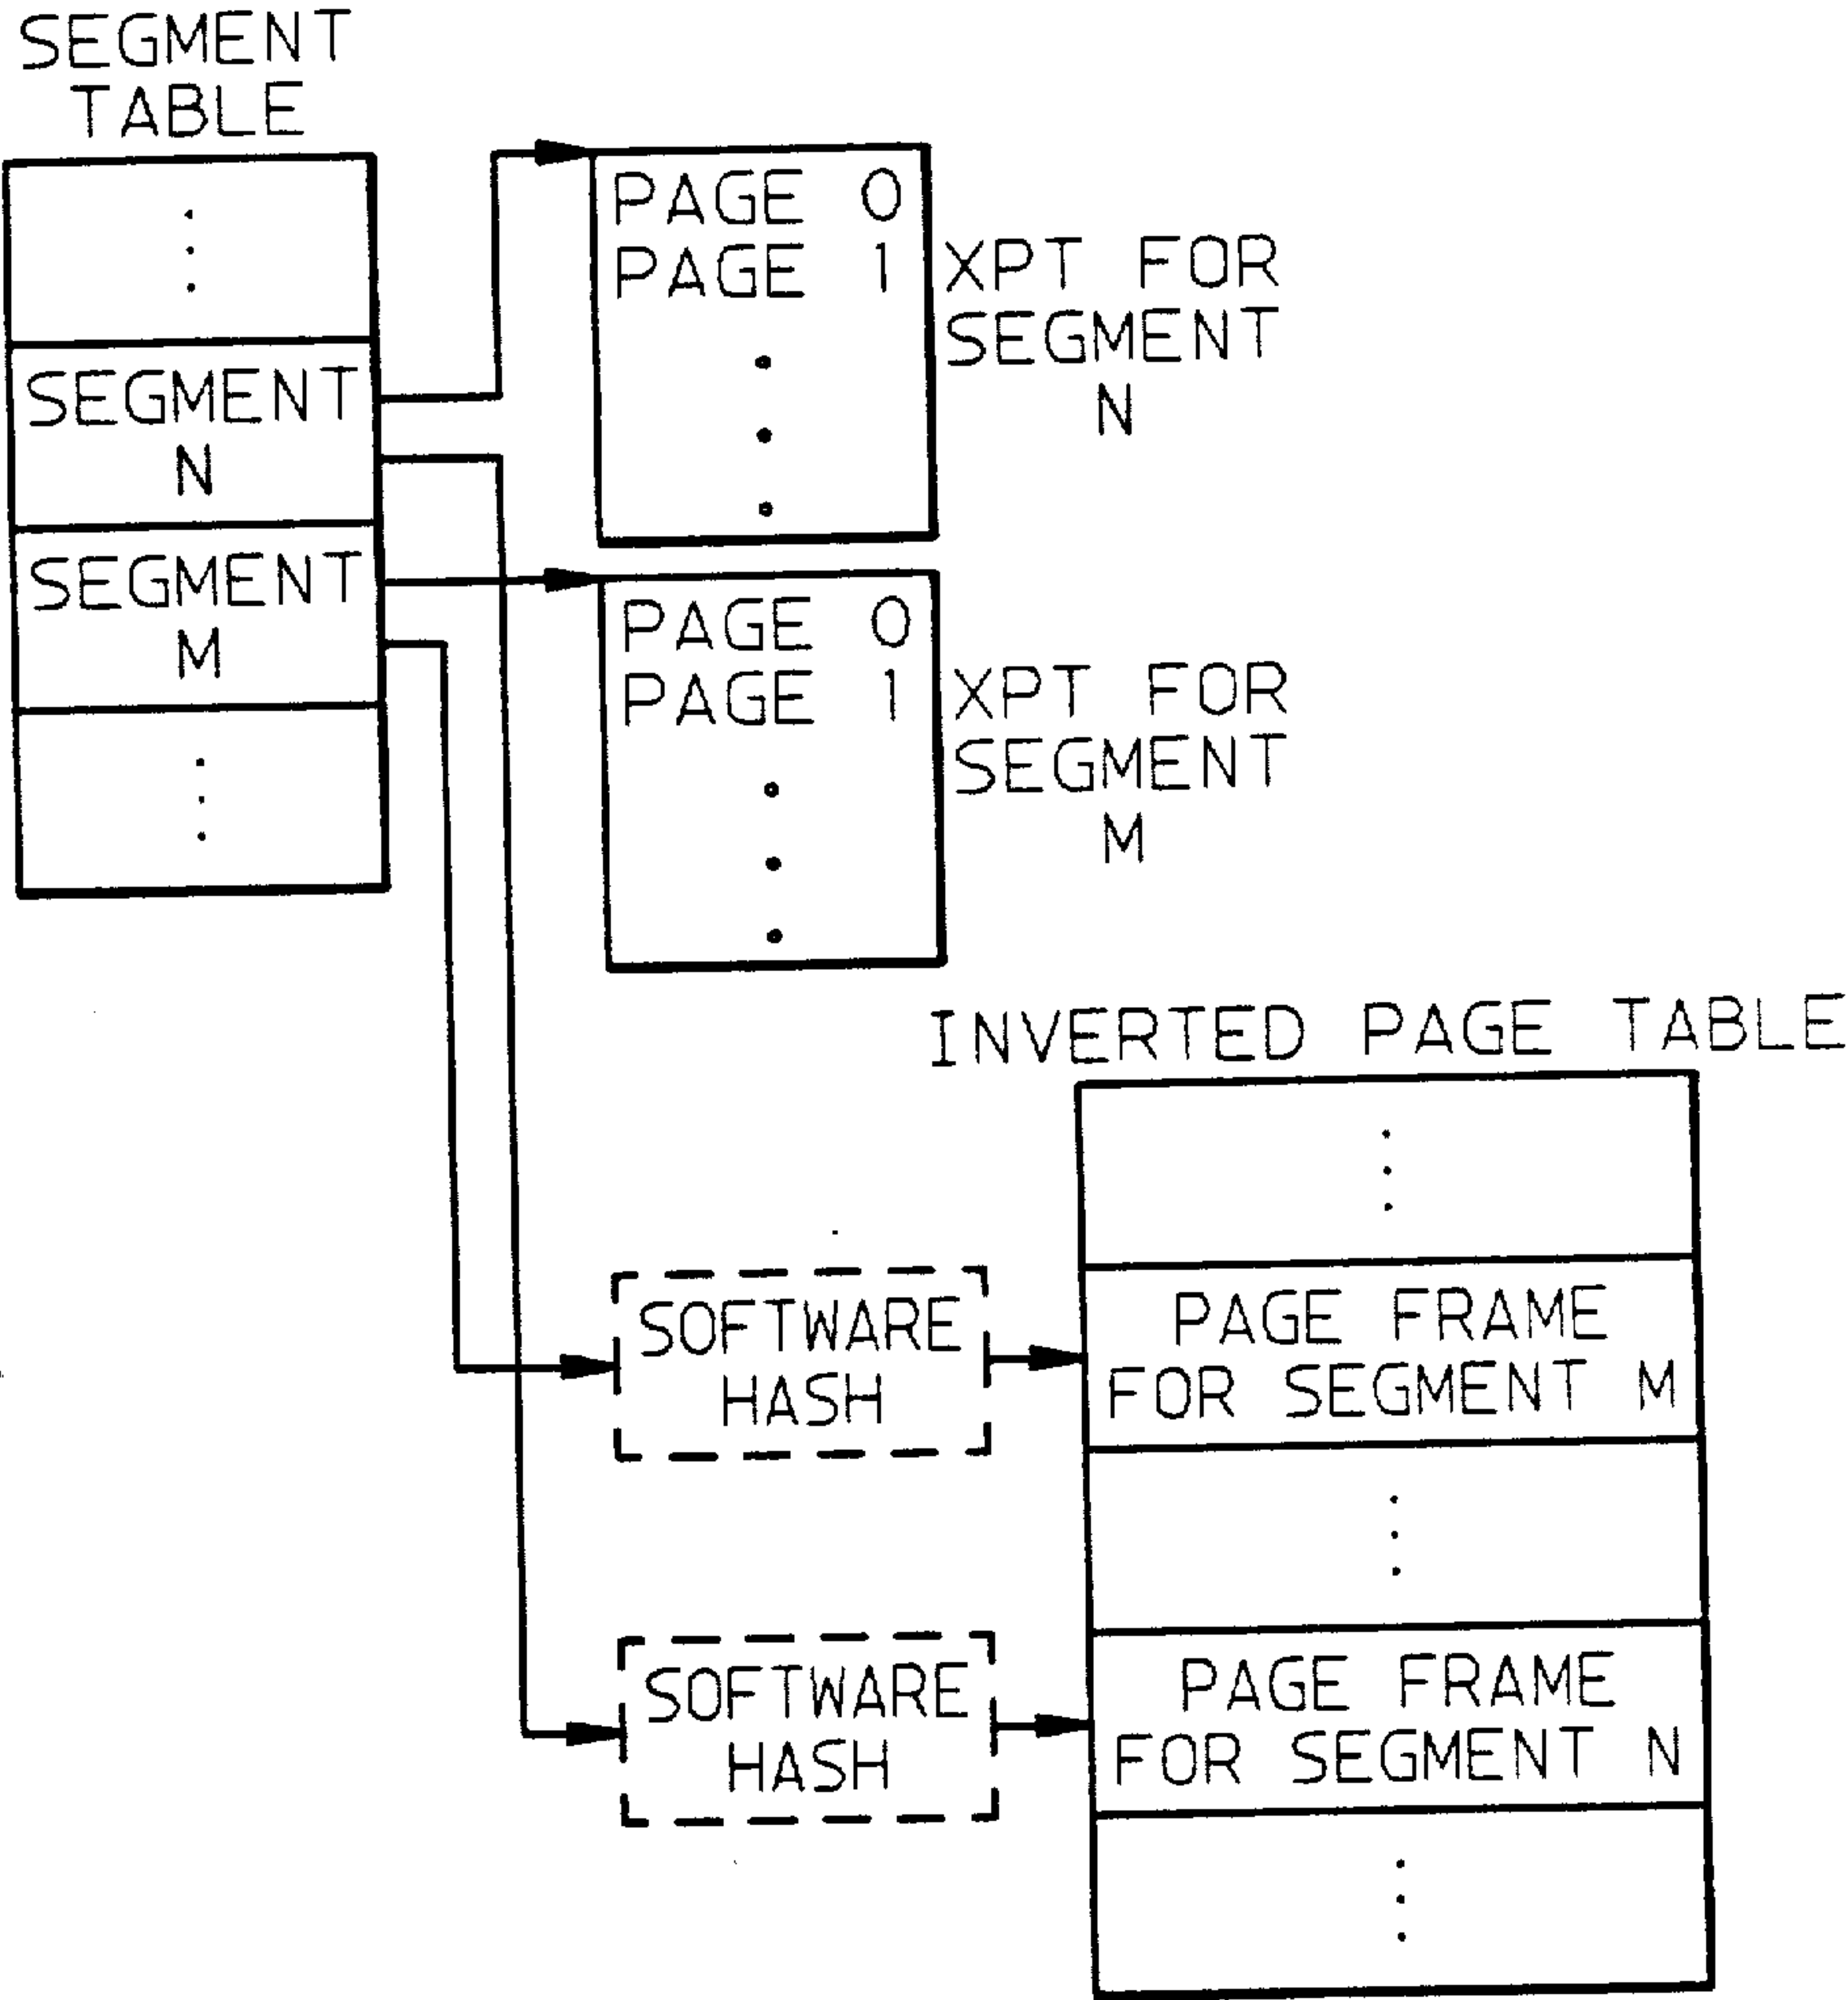 SEGMENT
TABLE
SEGMENT
N
SEGMENT
M
PAGE 0
PAGE 1
XPT FOR
SEGMENT
N
PAGE 0
PAGE 1
XPT FOR
SEGMENT
M
INVERTED PAGE TABLE
SOFTWARE
HASH
PAGE FRAME
FOR SEGMENT M
SOFTWARE
HASH
PAGE FRAME
FOR SEGMENT N